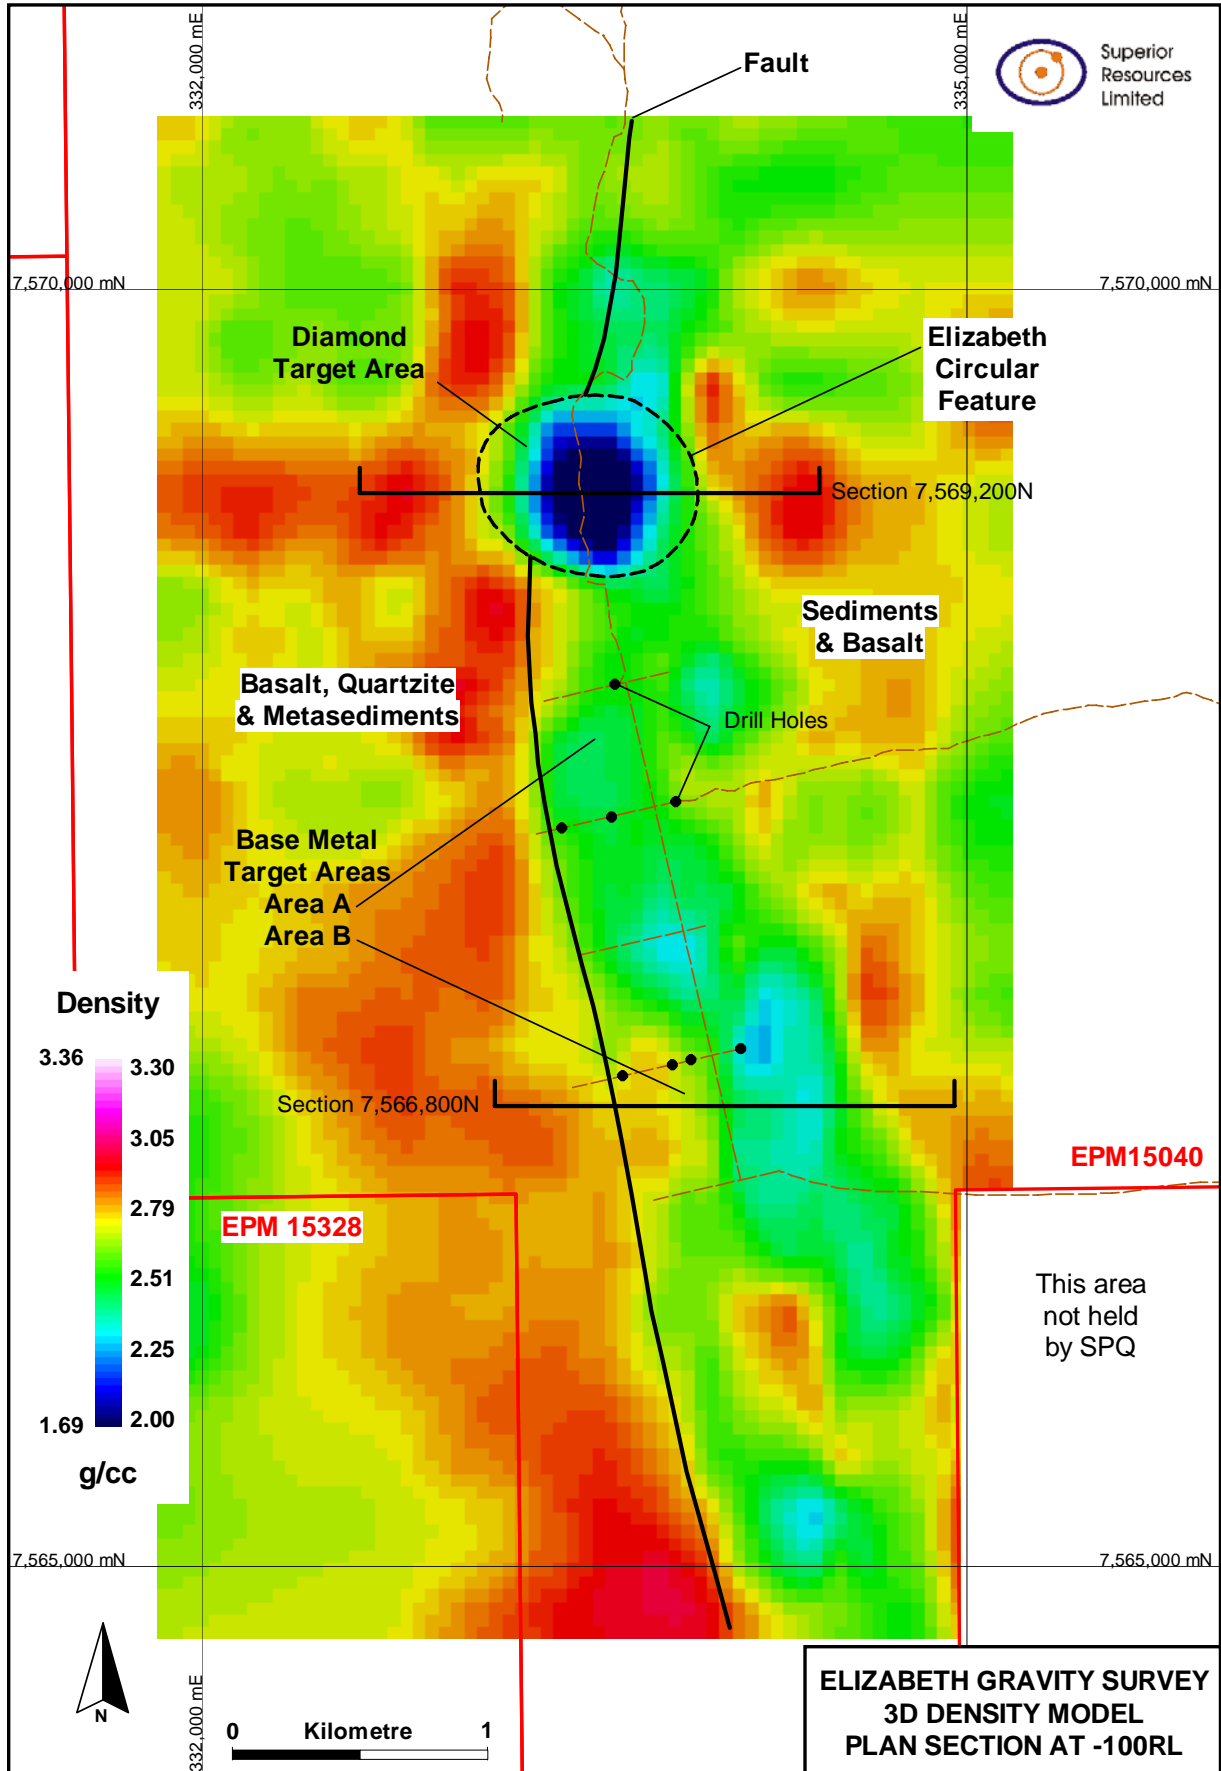 332,000 mE
335,000 mE
Superior
Resources
Limited
Fault
7,570,000 mN
7,570,000 mN
Diamond
Target Area
Elizabeth
Circular
Feature
Section 7,569,200N
Sediments
& Basalt
Basalt, Quartzite
& Metasediments
Drill Holes
Base Metal
Target Areas
Area A
Area B
Density
3.36
3.30
3.05
2.79
2.51
2.25
2.00
1.69
g/cc
Section 7,566,800N
EPM15040
EPM 15328
This area
not held
by SPQ
7,565,000 mN
7,565,000 mN
N
332,000 mE
0 Kilometre 1
ELIZABETH GRAVITY SURVEY
3D DENSITY MODEL
PLAN SECTION AT -100RL